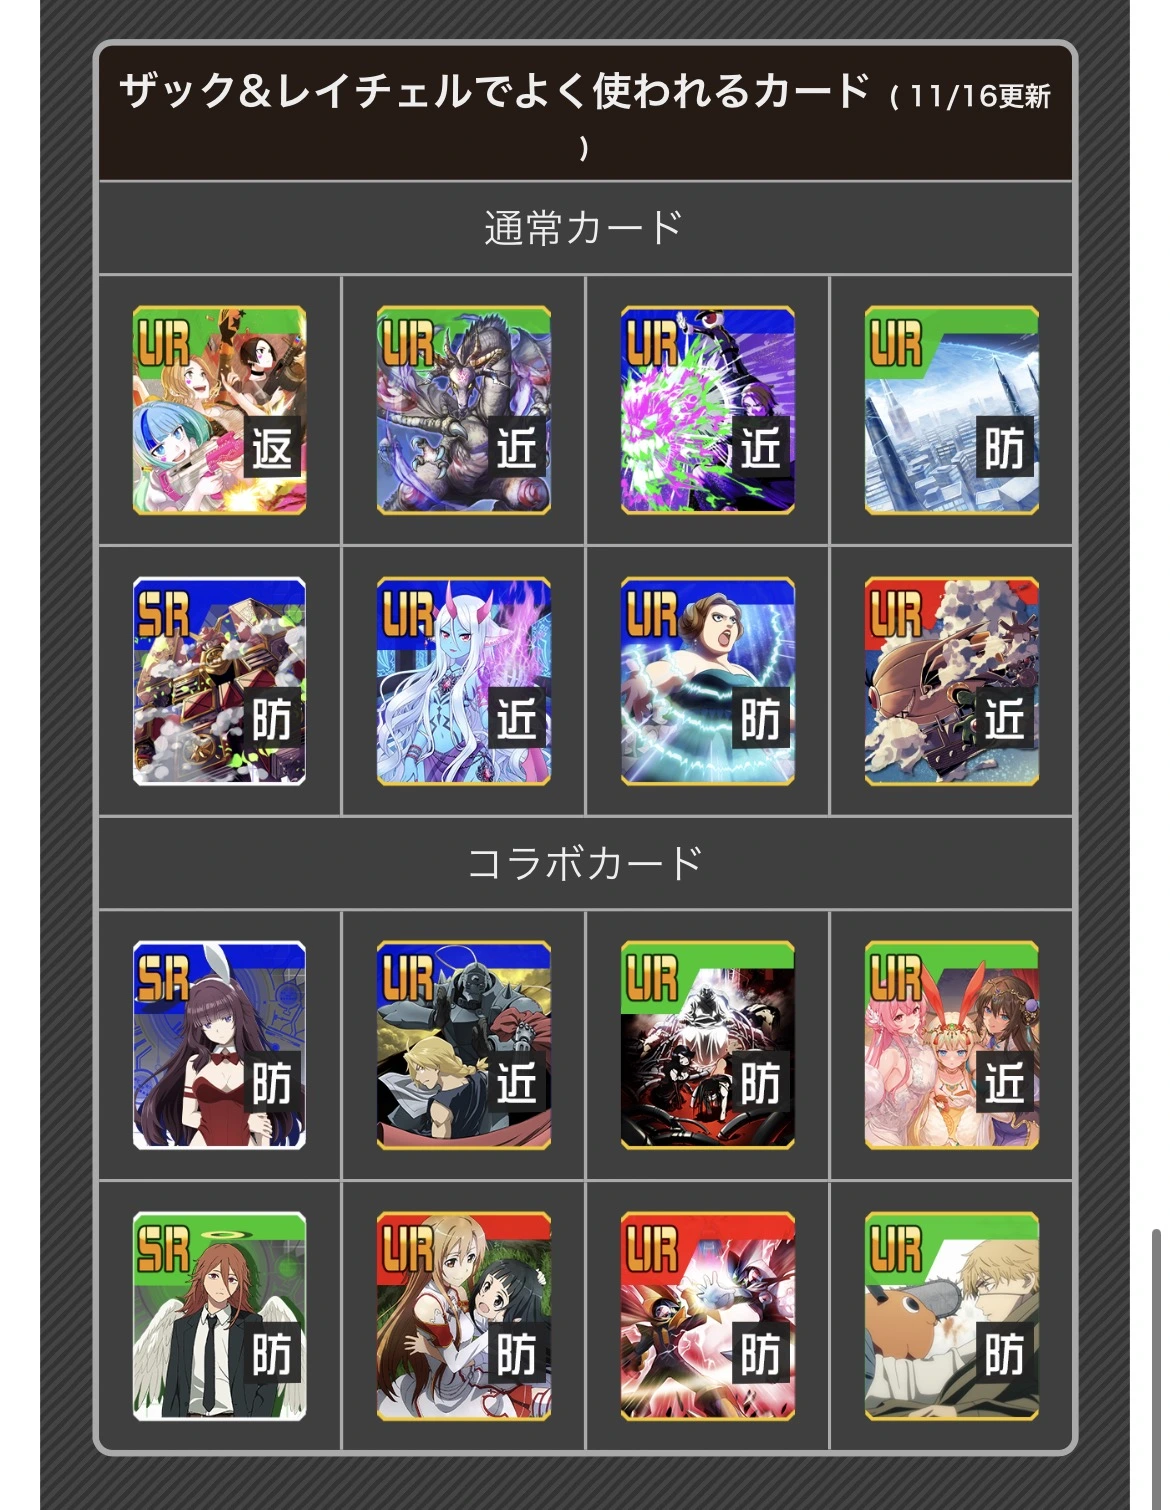 ザック&レイチェルでよく使われるカード ( 11/16更新
)
通常カード
UR 返 UR 近 UR 近 UR 防
SR 防 UR 近 UR 防 UR 近
コラボカード
SR 防 UR 近 UR 防 UR 近
SR 防 UR 防 UR 防 UR 防